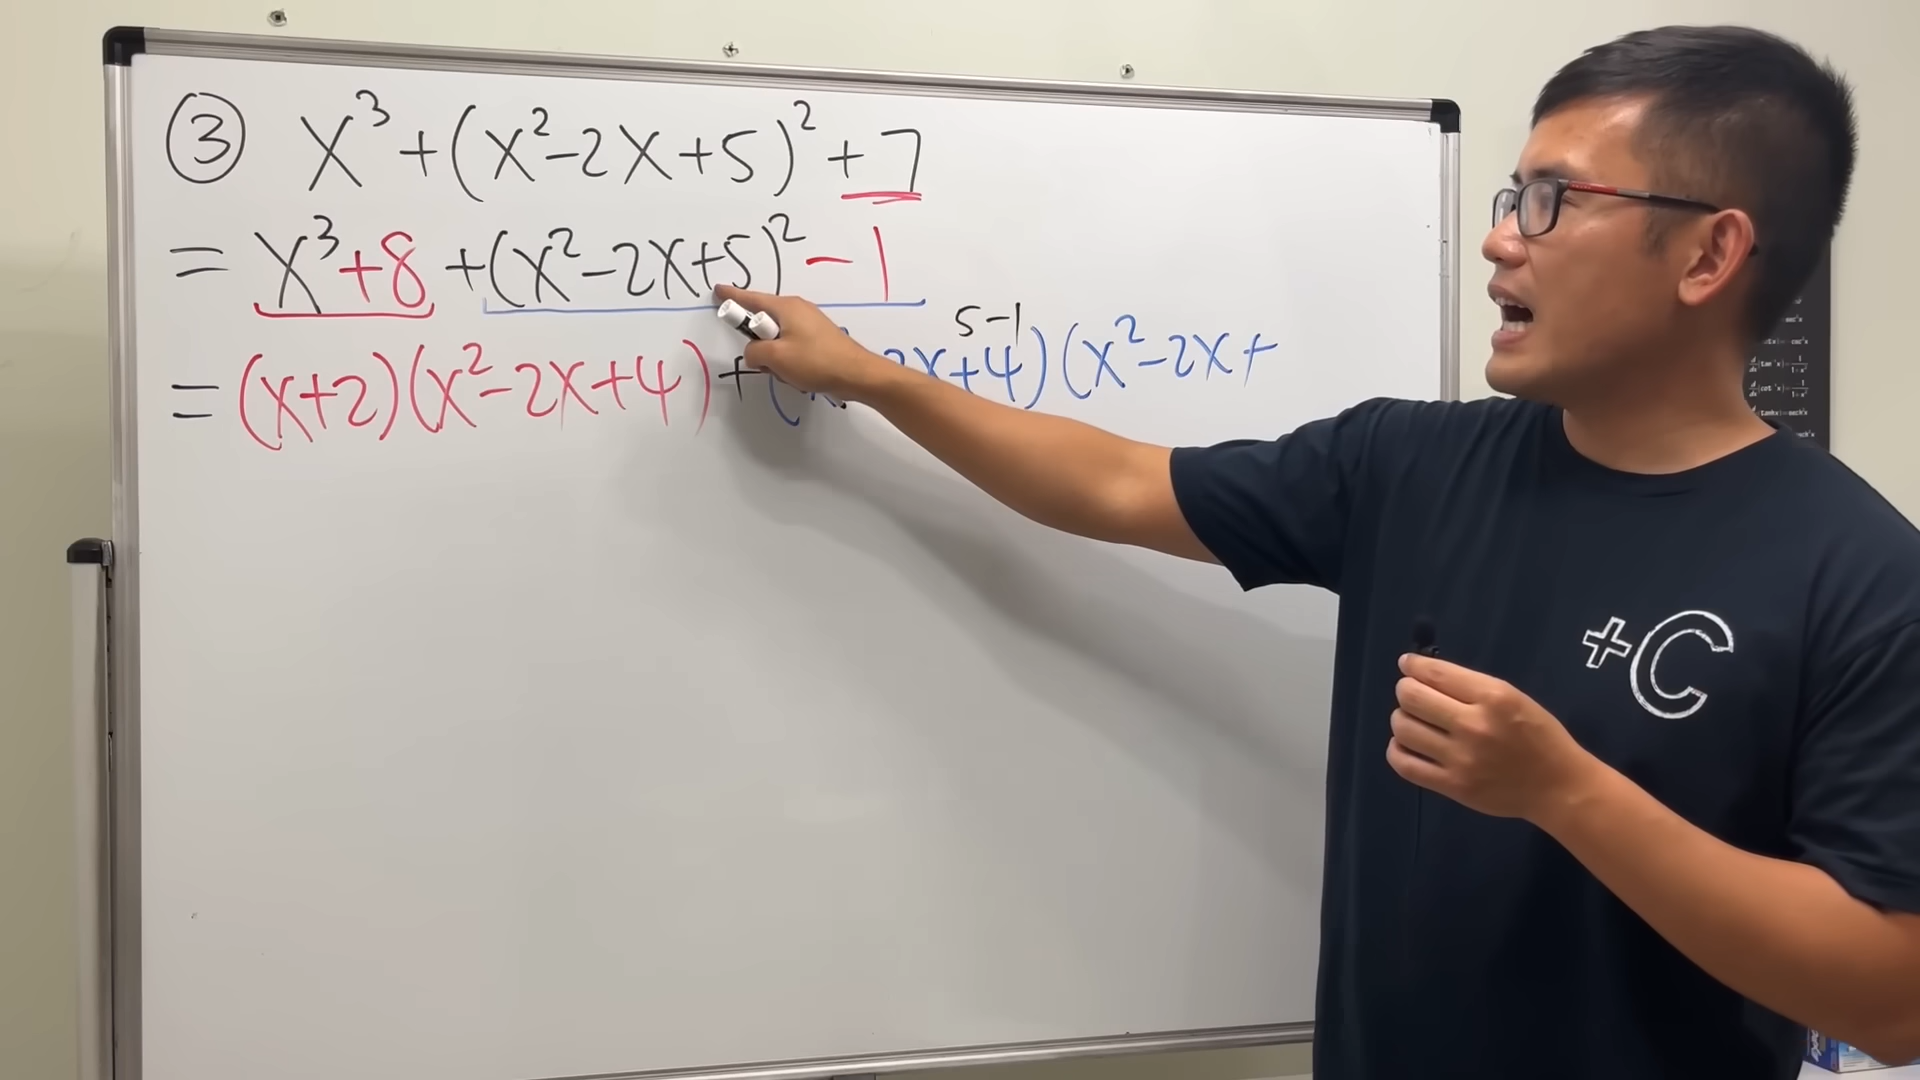 ③ x³+(x²-2x+5)²+7
=x³+8+(x²-2x+5)²-1
5-1
=(x+2)(x²-2x+4)+(x²-2x+4)(x²-2x+
+C